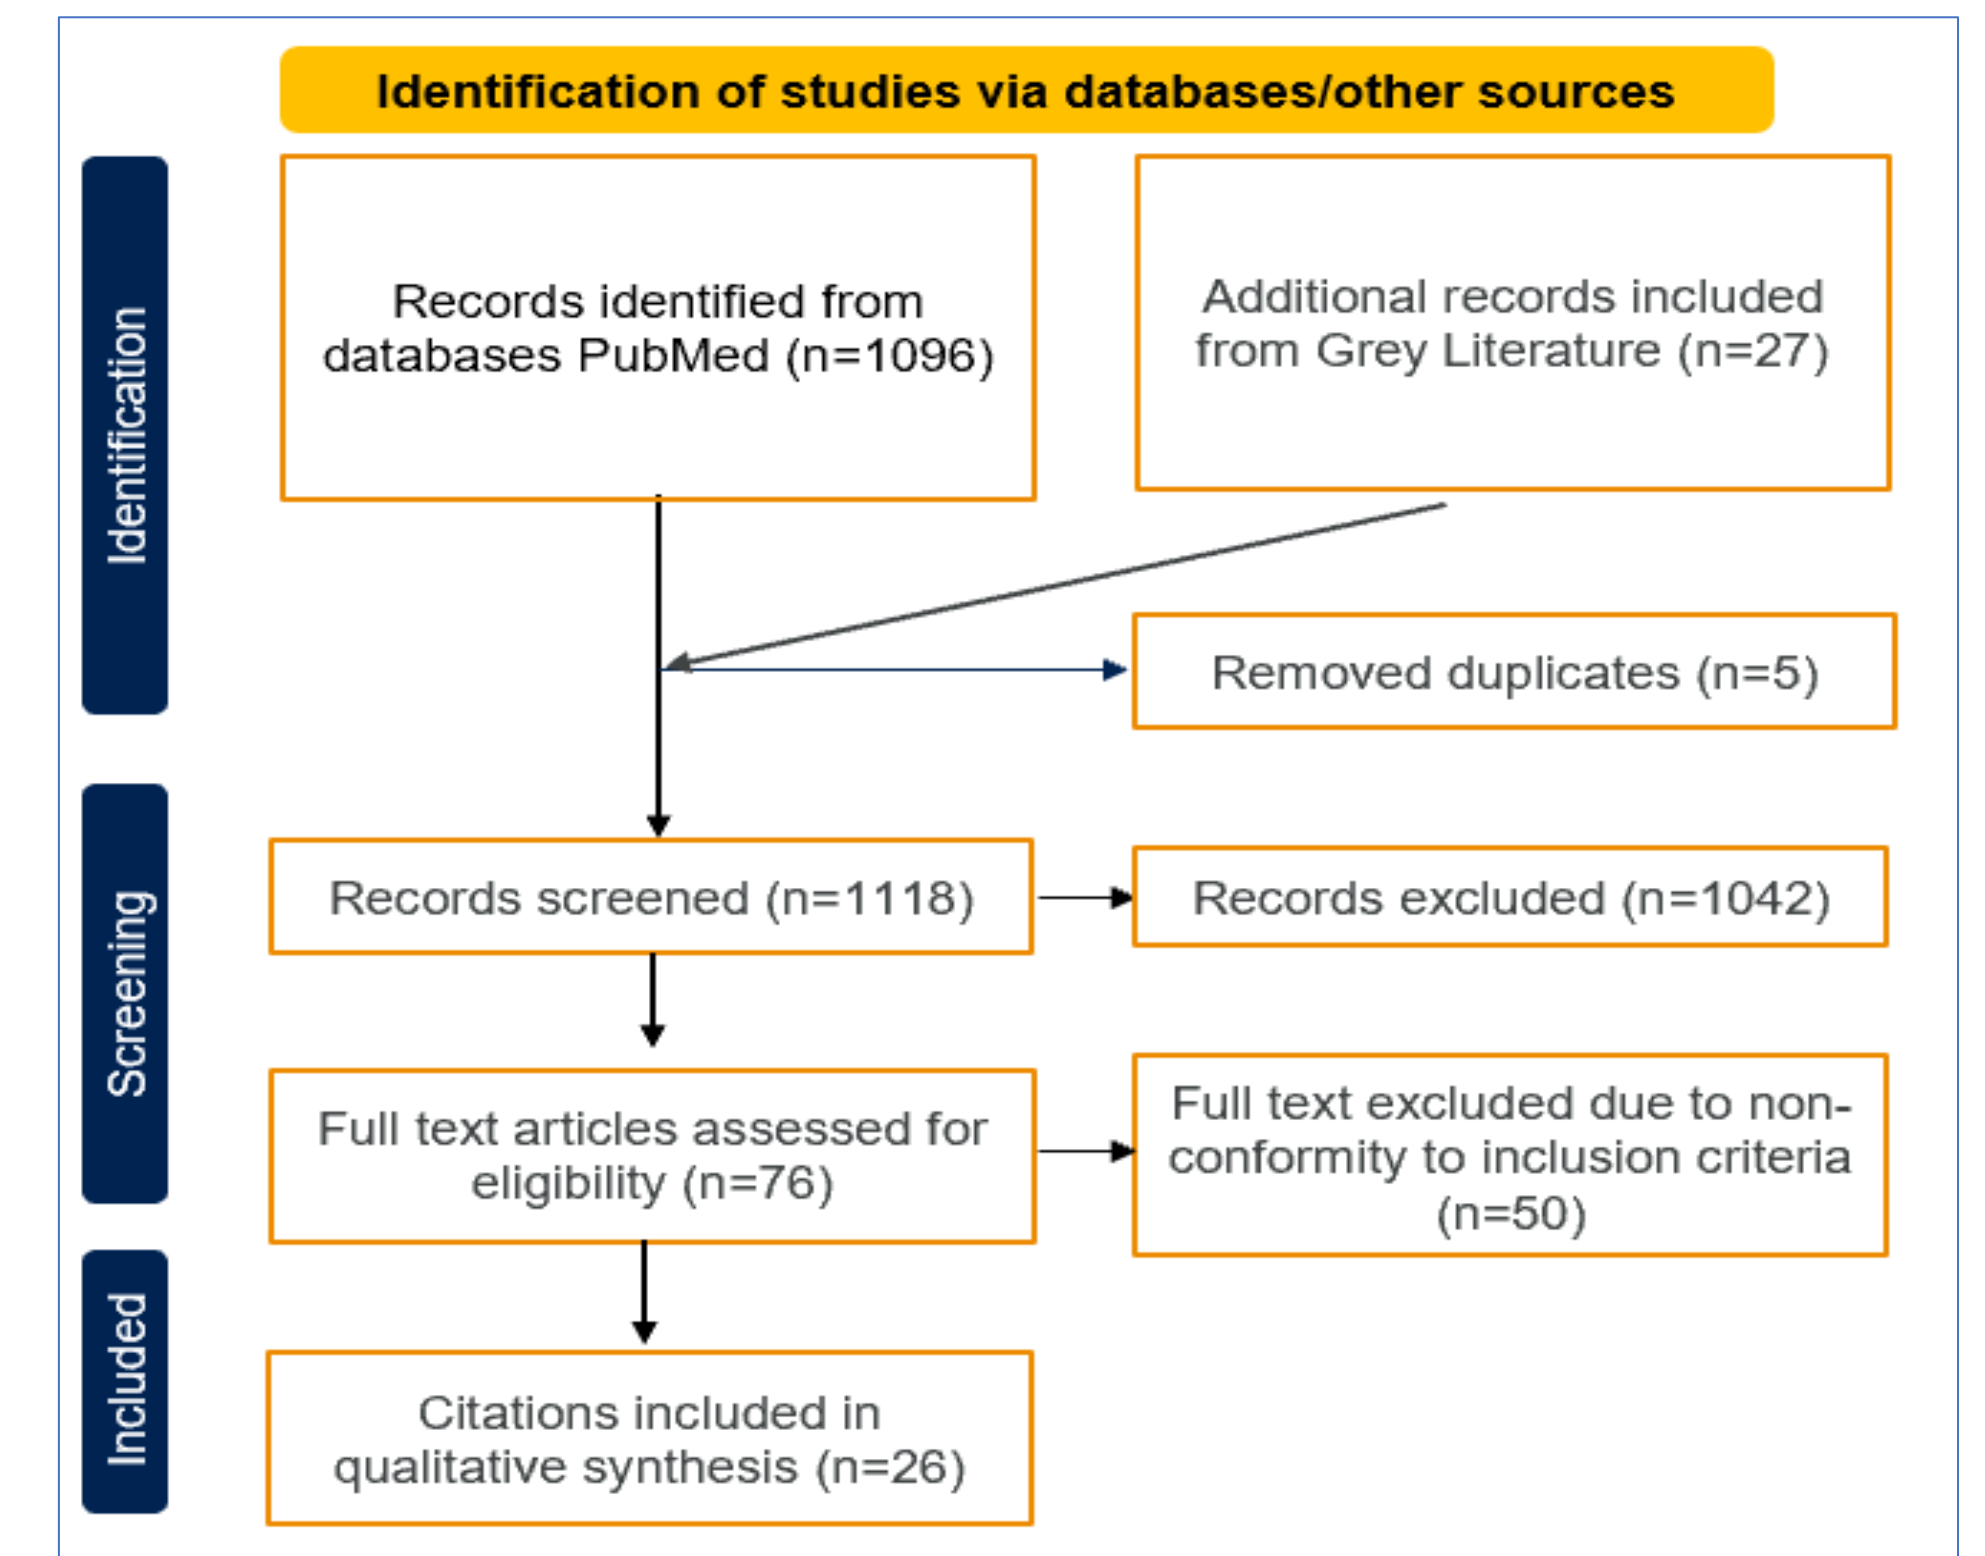 Identification of studies via databases/other sources
Identification
Records identified from
databases PubMed (n=1096)
Additional records included
from Grey Literature (n=27)
Removed duplicates (n=5)
Screening
Records screened (n=1118)
Records excluded (n=1042)
Full text articles assessed for
eligibility (n=76)
Full text excluded due to non-
conformity to inclusion criteria
(n=50)
Included
Citations included in
qualitative synthesis (n=26)